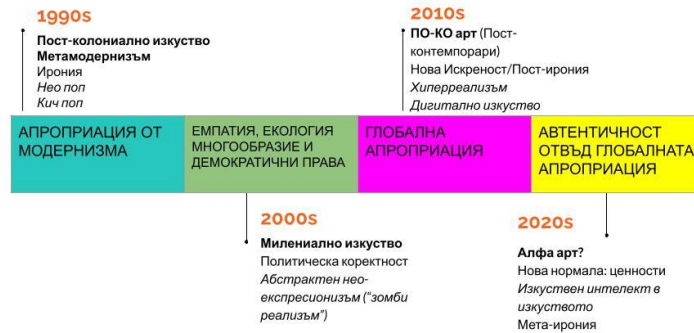 1990s
Пост-колониално изкуство
Метамодернизъм
Ирония
Нео поп
Кич поп
2010s
ПО-КО арт (Пост-
контемпорари)
Нова Искреност/Пост-ирония
Хиперреализъм
Дигитално изкуство
АПРОПРИАЦИЯ ОТ
МОДЕРНИЗМА
ЕМПАТИЯ, ЕКОЛОГИЯ
МНОГООБРАЗИЕ И
ДЕМОКРАТИЧНИ ПРАВА
ГЛОБАЛНА
АПРОПРИАЦИЯ
АВТЕНТИЧНОСТ
ОТВЪД ГЛОБАЛНАТА
АПРОПРИАЦИЯ
2000s
Милениално изкуство
Политическа коректност
Абстрактен нео-
експресионизъм ("зомби
реализъм")
2020s
Алфа арт?
Нова нормала: ценности
Изкуствен интелект в
изкуството
Мета-ирония